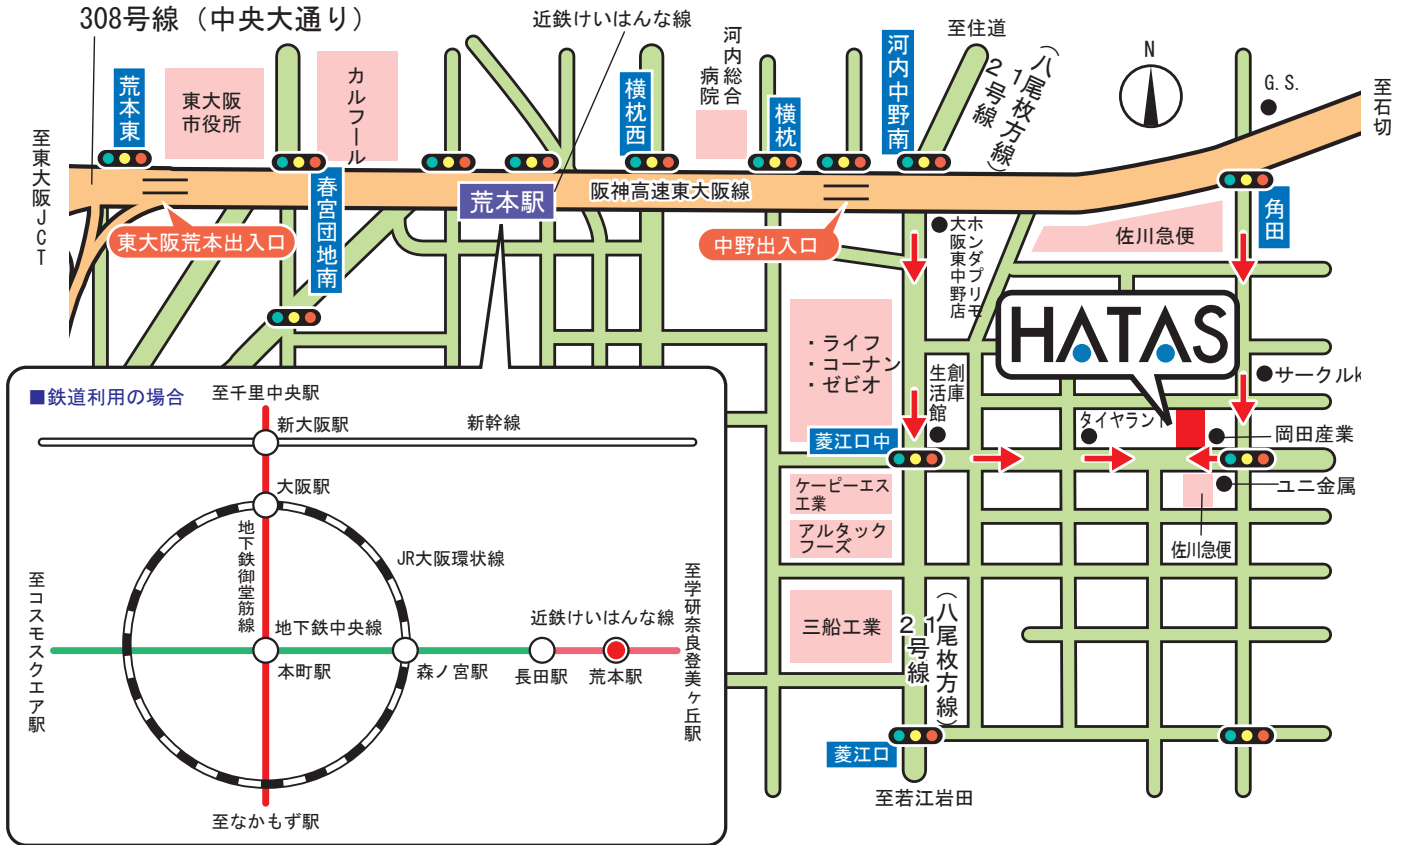 308号線（中央大通り）
近鉄けいはんな線
至住道
（八尾枚方線）
12号線
N
G.S.
至石切
至東大阪JCT
荒本東
東大阪
市役所
カルフール
横枕西
河内総合
病院
横枕
河内中野南
春宮団地南
荒本駅
阪神高速東大阪線
東大阪荒本出入口
中野出入口
ホンダプリモ
大阪東中野店
佐川急便
角田
・ライフ
・コーナン
・ゼビオ
創庫
生活館
HATAS
サークルK
タイヤランド
岡田産業
菱江口中
ケーピーエス
工業
アルタック
フーズ
ユニ金属
佐川急便
三船工業
（八尾枚方線）
12号線
菱江口
至若江岩田
■鉄道利用の場合
至千里中央駅
新大阪駅
新幹線
大阪駅
地下鉄御堂筋線
JR大阪環状線
至コスモスクエア駅
地下鉄中央線
近鉄けいはんな線
至学研奈良登美ヶ丘駅
本町駅
森ノ宮駅
長田駅
荒本駅
至なかもず駅